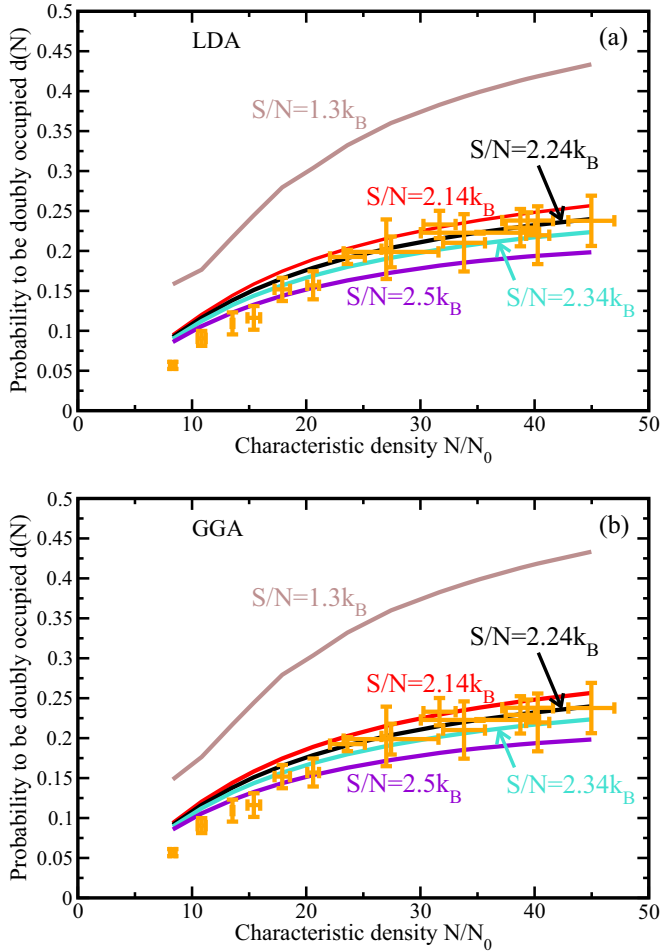 0.5
(a)
LDA
0.45
0.4
S/N=1.3k_B
0.35
S/N=2.24k_B
0.3
S/N=2.14k_B
0.25
0.2
0.15
S/N=2.5k_B
S/N=2.34k_B
0.1
0.05
0
0 10 20 30 40 50
Probability to be doubly occupied d(N)
Characteristic density N/N_0
0.5
(b)
GGA
0.45
0.4
S/N=1.3k_B
0.35
S/N=2.24k_B
0.3
S/N=2.14k_B
0.25
0.2
0.15
S/N=2.5k_B
S/N=2.34k_B
0.1
0.05
0
0 10 20 30 40 50
Probability to be doubly occupied d(N)
Characteristic density N/N_0